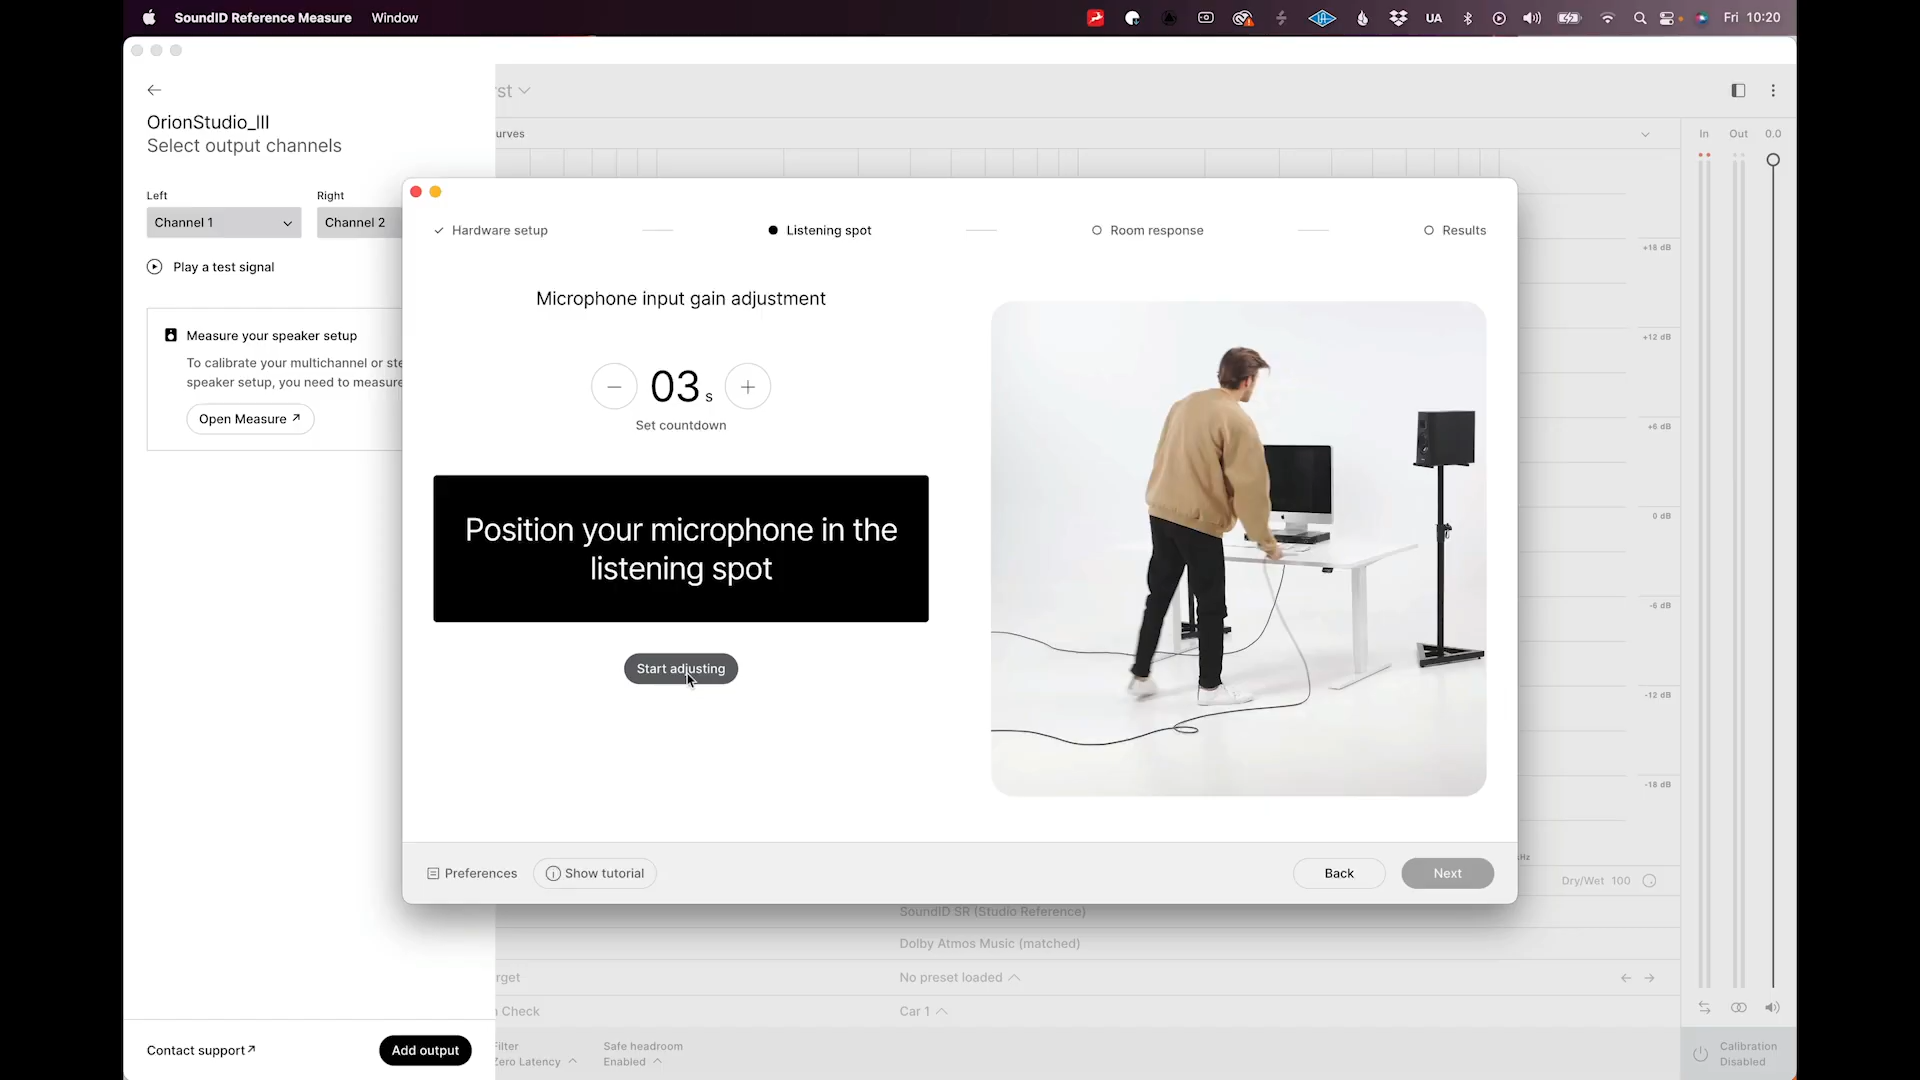 SoundID Reference Measure Window
UA
Fri 10:20
OrionStudio_III
Select output channels
Left
Right
Channel 1
Channel 2
Play a test signal
Measure your speaker setup
To calibrate your multichannel or ste
speaker setup, you need to measure
Open Measure
Contact support
Add output
rst
urves
In Out 0.0
+18 dB
+12 dB
+6 dB
0 dB
-6 dB
-12 dB
-18 dB
Hardware setup
Listening spot
Room response
Results
Microphone input gain adjustment
03 s
Set countdown
Position your microphone in the
listening spot
Start adjusting
Preferences
Show tutorial
Back
Next
kHz
Dry/Wet 100
SoundID SR (Studio Reference)
Dolby Atmos Music (matched)
rget
No preset loaded
n Check
Car 1
Filter
Zero Latency
Safe headroom
Enabled
Calibration
Disabled